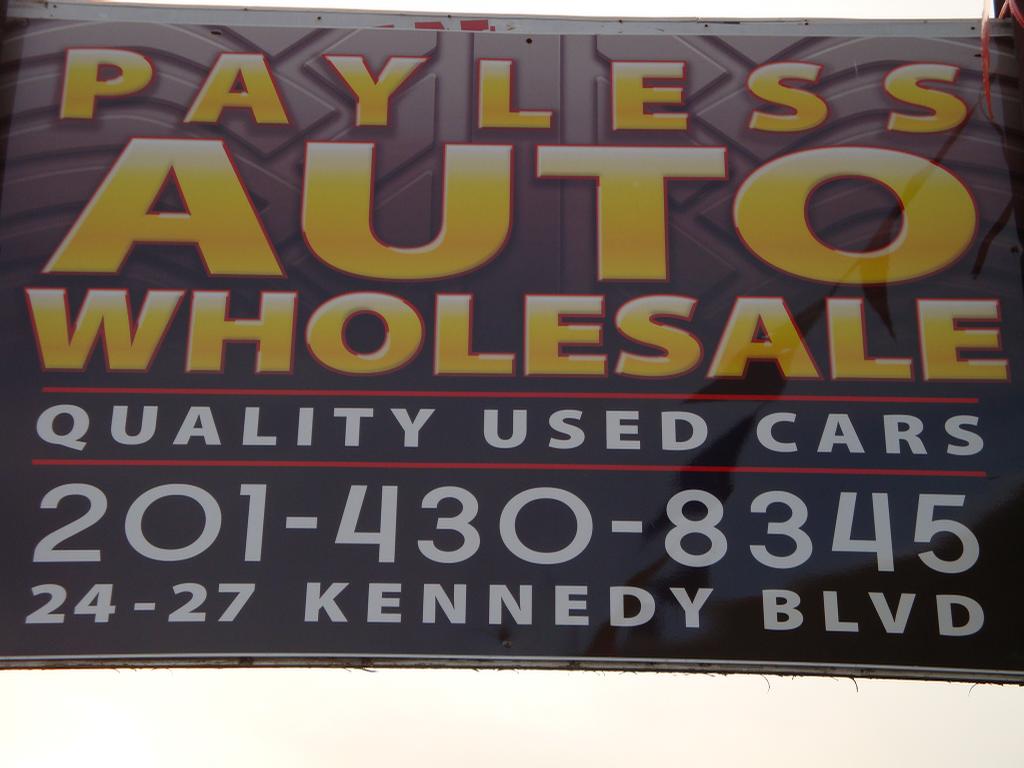 PAYLESS
AUTO
WHOLESALE
QUALITY USED CARS
201-430-8345
24-27 KENNEDY BLVD